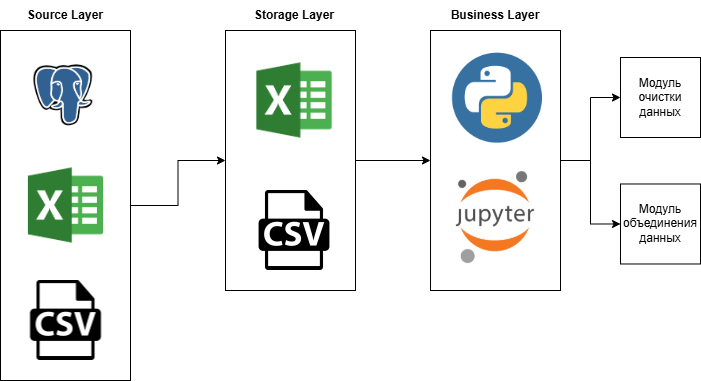 Source Layer
Storage Layer
Business Layer
X
CSV
X
CSV
jupyter
Модуль
очистки
данных
Модуль
объединения
данных